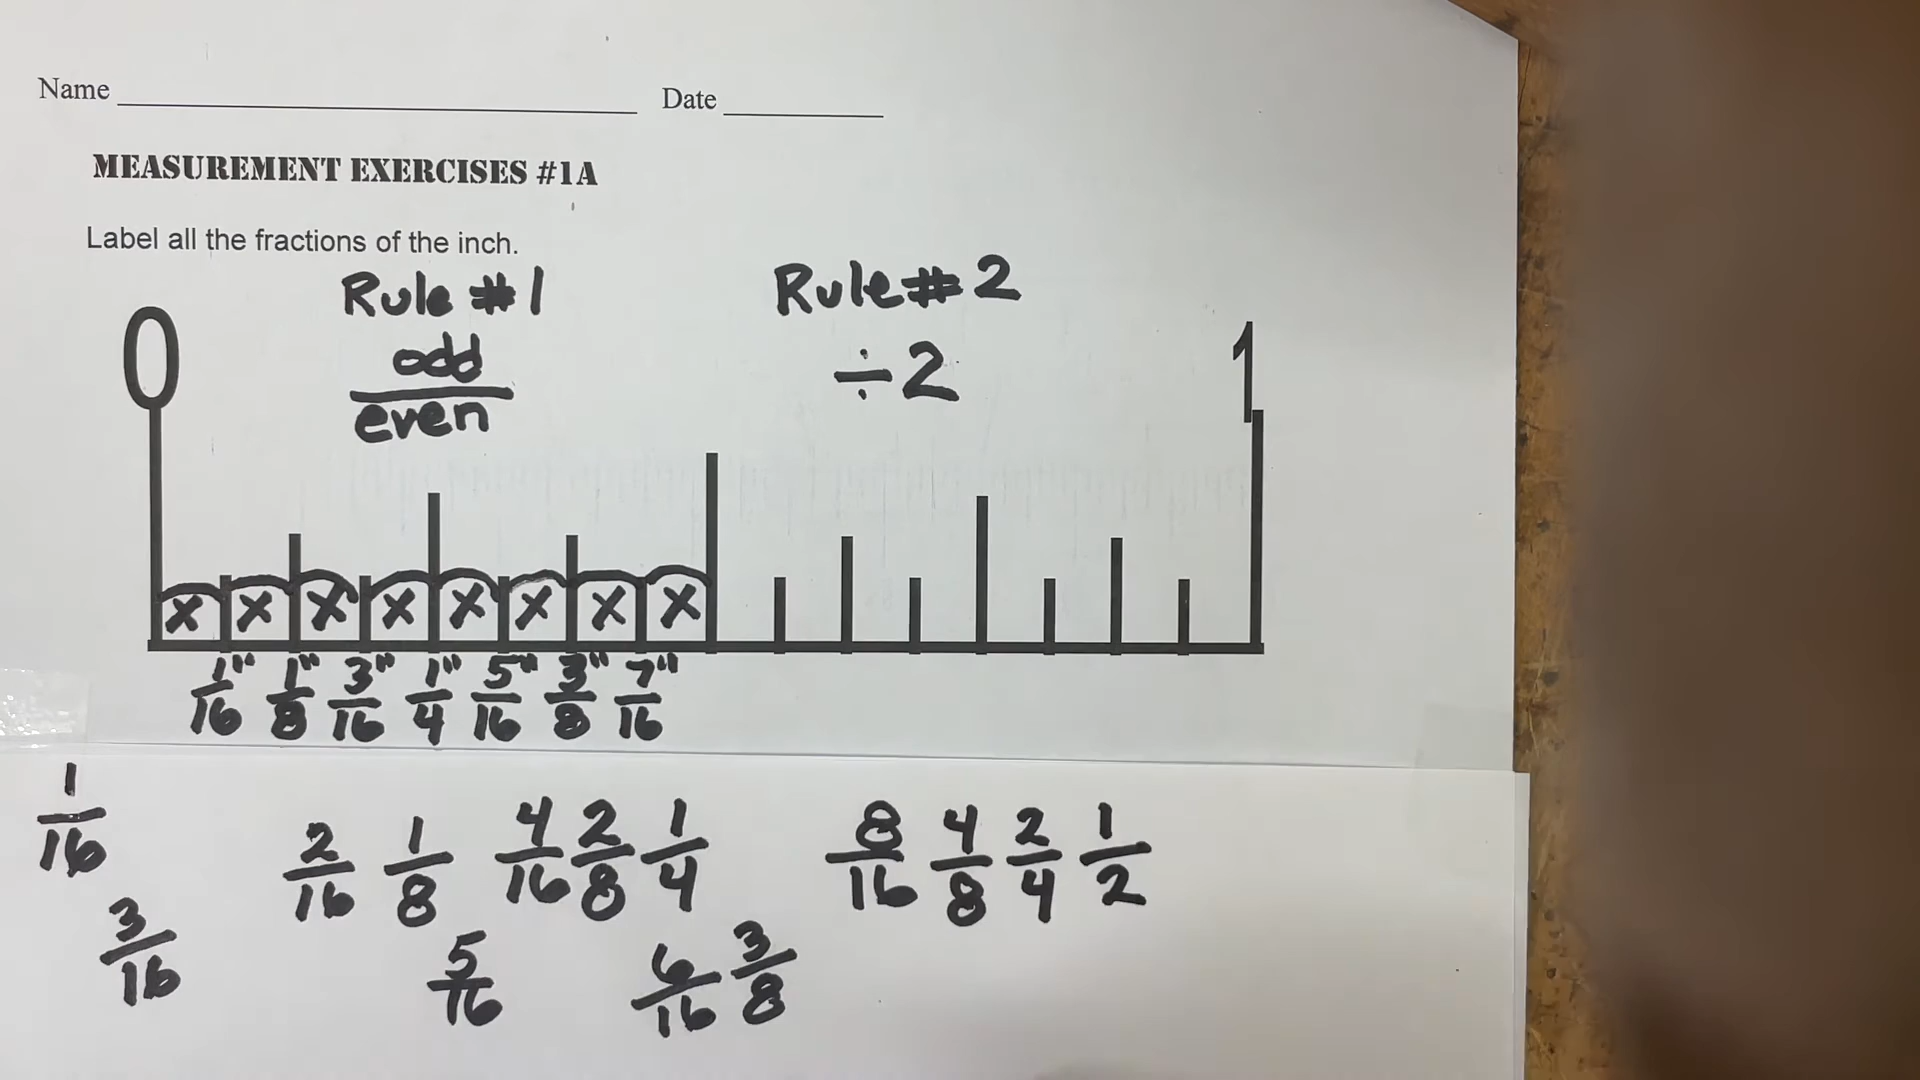 Name ____________ Date ______
MEASUREMENT EXERCISES #1A
Label all the fractions of the inch.
Rule #1 Rule #2
odd/even ÷2
0 1
x x x x x x x x
1/16" 1/8" 3/16" 1/4" 5/16" 3/8" 7/16"
1/16 2/16 1/8 4/16 2/8 1/4 8/16 4/8 2/4 1/2
3/16 5/16 6/16 3/8